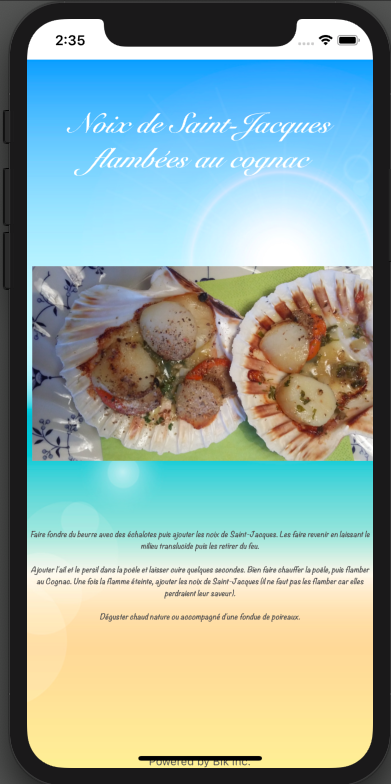 2:35
Noix de Saint-Jacques
flambées au cognac
Faire fondre du beurre avec des échalotes puis ajouter les noix de Saint-Jacques. Les faire revenir en laissant le
milieu translucide puis les retirer du feu.
Ajouter l'ail et le persil dans la poèle et laisser cuire quelques secondes. Bien faire chauffer la poële, puis flamber
au Cognac. Une fois la flamme éteinte, ajouter les noix de Saint-Jacques (il ne faut pas les flamber car elles
perdraient leur saveur).
Déguster chaud nature ou accompagné d'une fondue de poireaux.
Powered by Bik Inc.